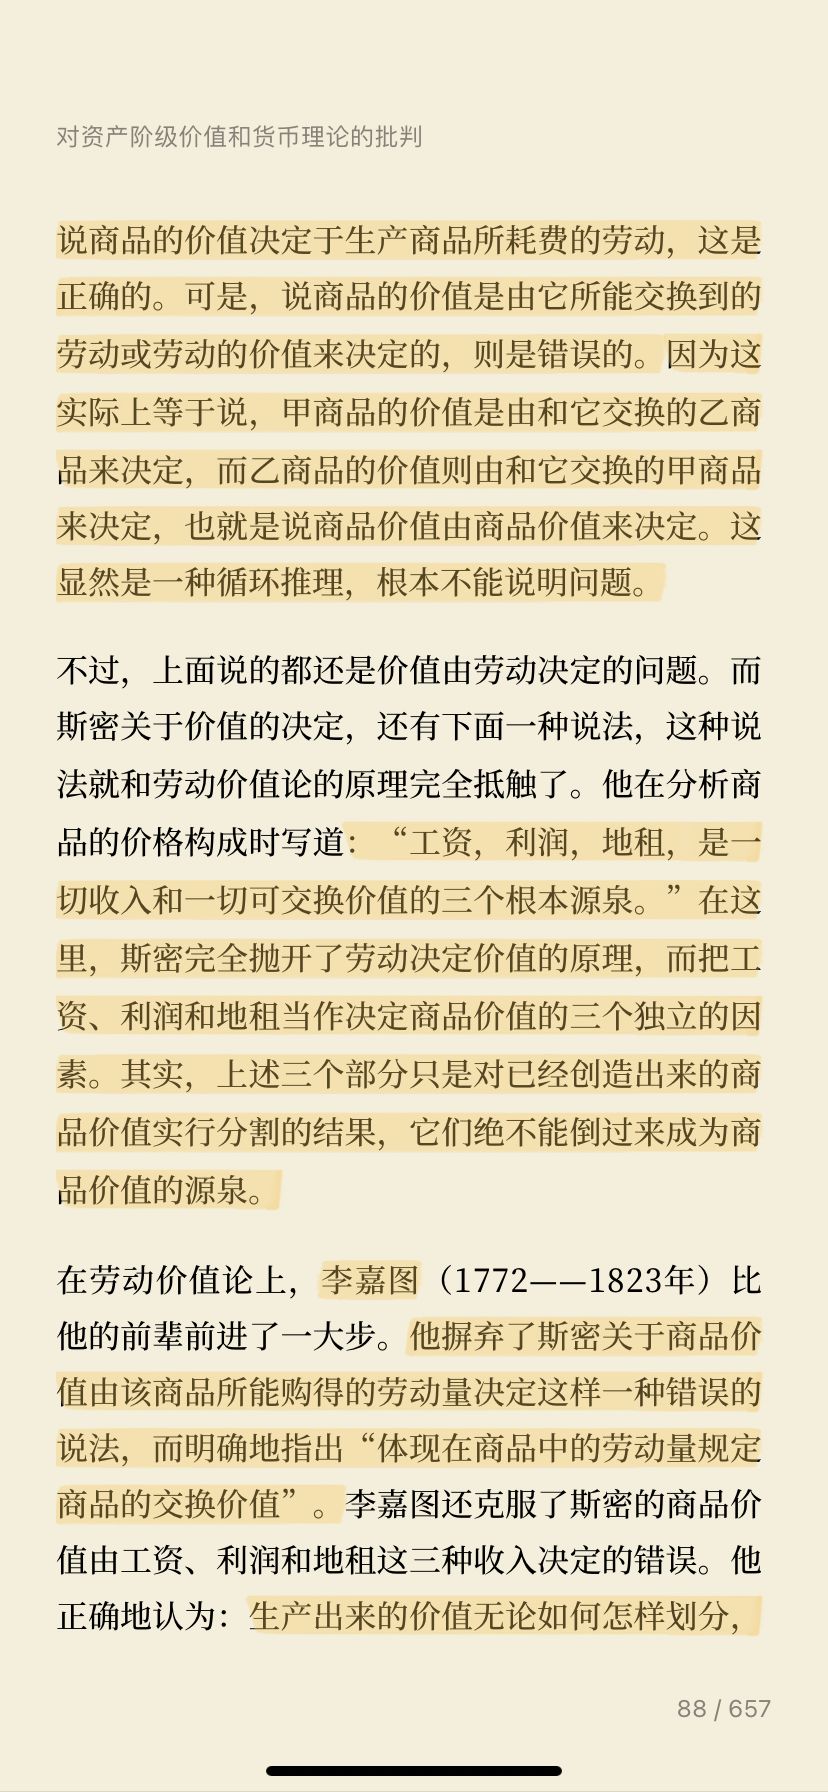 对资产阶级价值和货币理论的批判
说商品的价值决定于生产商品所耗费的劳动，这是
正确的。可是，说商品的价值是由它所能交换到的
劳动或劳动的价值来决定的，则是错误的。因为这
实际上等于说，甲商品的价值是由和它交换的乙商
品来决定，而乙商品的价值则由和它交换的甲商品
来决定，也就是说商品价值由商品价值来决定。这
显然是一种循环推理，根本不能说明问题。
不过，上面说的都还是价值由劳动决定的问题。而
斯密关于价值的决定，还有下面一种说法，这种说
法就和劳动价值论的原理完全抵触了。他在分析商
品的价格构成时写道：“工资，利润，地租，是一
切收入和一切可交换价值的三个根本源泉。”在这
里，斯密完全抛开了劳动决定价值的原理，而把工
资、利润和地租当作决定商品价值的三个独立的因
素。其实，上述三个部分只是对已经创造出来的商
品价值实行分割的结果，它们绝不能倒过来成为商
品价值的源泉。
在劳动价值论上，李嘉图（1772——1823年）比
他的前辈前进了一大步。他摒弃了斯密关于商品价
值由该商品所能购得的劳动量决定这样一种错误的
说法，而明确地指出“体现在商品中的劳动量规定
商品的交换价值”。李嘉图还克服了斯密的商品价
值由工资、利润和地租这三种收入决定的错误。他
正确地认为：生产出来的价值无论如何怎样划分，
88 / 657